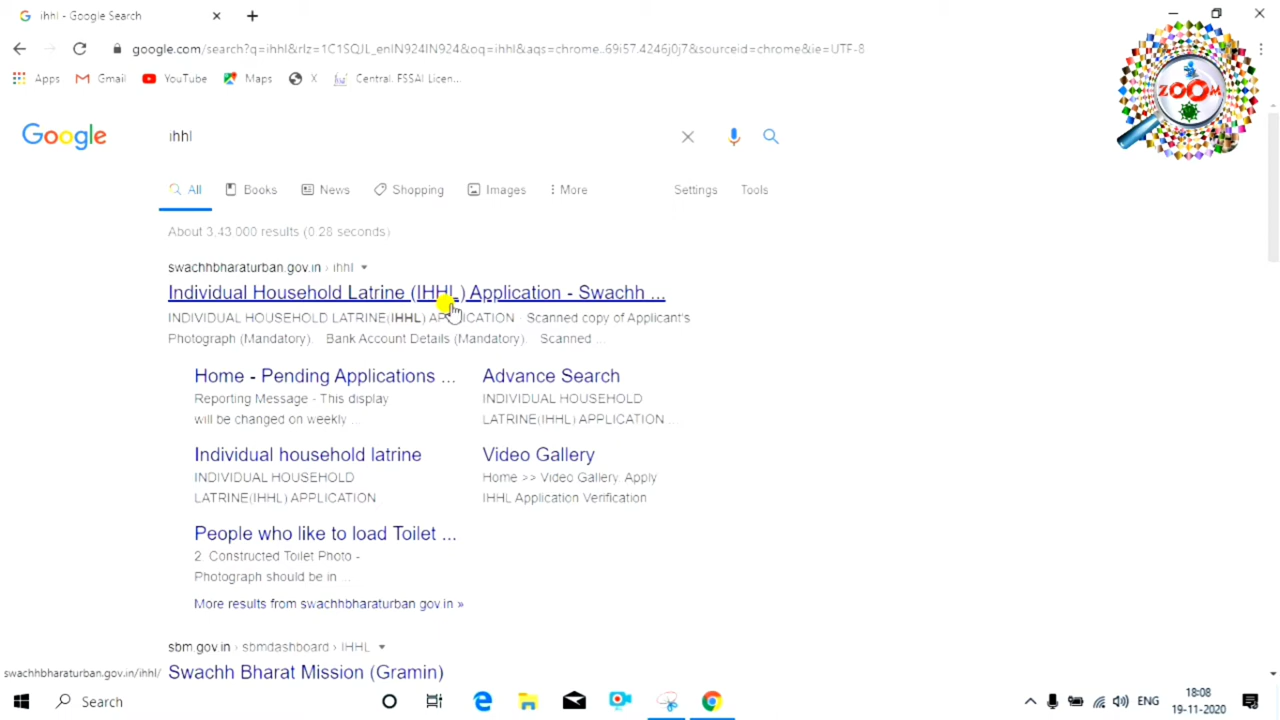 ihhl - Google Search
google.com/search?q=ihhl&rlz=1C1SQJL_enIN924IN924&oq=ihhl&aqs=chrome..69i57.4246j0j7&sourceid=chrome&ie=UTF-8
Apps Gmail YouTube Maps X Central. FSSAI Licen...
ZOOM
Google ihhl
All Books News Shopping Images More Settings Tools
About 3,43,000 results (0.28 seconds)
swachhbharaturban.gov.in › ihhl
Individual Household Latrine (IHHL) Application - Swachh ...
INDIVIDUAL HOUSEHOLD LATRINE(IHHL) APPLICATION · Scanned copy of Applicant's
Photograph (Mandatory). Bank Account Details (Mandatory). Scanned ...
Home - Pending Applications ...
Reporting Message - This display
will be changed on weekly ...
Advance Search
INDIVIDUAL HOUSEHOLD
LATRINE(IHHL) APPLICATION ...
Individual household latrine
INDIVIDUAL HOUSEHOLD
LATRINE(IHHL) APPLICATION
Video Gallery
Home >> Video Gallery. Apply
IHHL Application Verification
People who like to load Toilet ...
2. Constructed Toilet Photo -
Photograph should be in ...
More results from swachhbharaturban.gov.in »
sbm.gov.in › sbmdashboard › IHHL
Swachh Bharat Mission (Gramin)
swachhbharaturban.gov.in/ihhl/
Search
ENG
18:08
19-11-2020